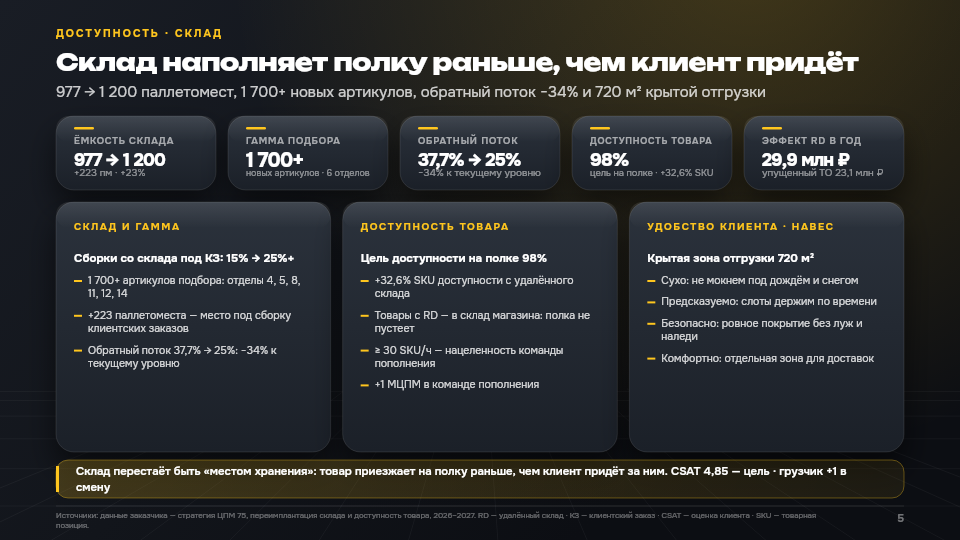 ДОСТУПНОСТЬ · СКЛАД
Склад наполняет полку раньше, чем клиент придёт
977 → 1 200 паллетомест, 1 700+ новых артикулов, обратный поток −34% и 720 м² крытой отгрузки
ЁМКОСТЬ СКЛАДА
977 → 1 200
+223 пм · +23%
ГАММА ПОДБОРА
1 700+
новых артикулов · 6 отделов
ОБРАТНЫЙ ПОТОК
37,7% → 25%
−34% к текущему уровню
ДОСТУПНОСТЬ ТОВАРА
98%
цель на полке · +32,6% SKU
ЭФФЕКТ RD В ГОД
29,9 млн ₽
упущенный ТО 23,1 млн ₽
СКЛАД И ГАММА
Сборки со склада под КЗ: 15% → 25%+
1 700+ артикулов подбора: отделы 4, 5, 8,
11, 12, 14
+223 паллетоместа — место под сборку
клиентских заказов
Обратный поток 37,7% → 25%: −34% к
текущему уровню
ДОСТУПНОСТЬ ТОВАРА
Цель доступности на полке 98%
+32,6% SKU доступности с удалённого
склада
Товары с RD — в склад магазина: полка не
пустеет
≥ 30 SKU/ч — нацеленность команды
пополнения
+1 МЦПМ в команде пополнения
УДОБСТВО КЛИЕНТА · НАВЕС
Крытая зона отгрузки 720 м²
Сухо: не мокнем под дождём и снегом
Предсказуемо: слоты держим по времени
Безопасно: ровное покрытие без луж и
наледи
Комфортно: отдельная зона для доставок
Склад перестаёт быть «местом хранения»: товар приезжает на полку раньше, чем клиент придёт за ним. CSAT 4,85 — цель · грузчик +1 в
смену
Источники: данные заказчика — стратегия ЦПМ 75, переимплантация склада и доступность товара, 2026–2027. RD — удалённый склад · КЗ — клиентский заказ · CSAT — оценка клиента · SKU — товарная
позиция.
5